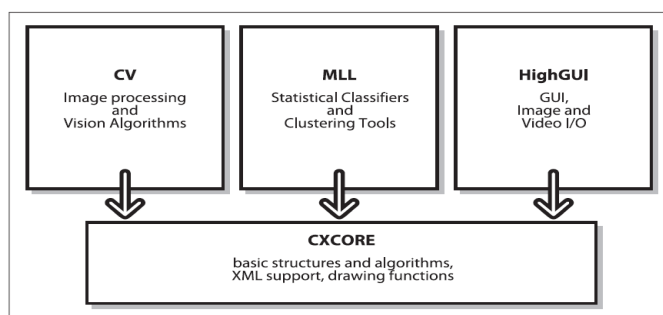 CV
Image processing
and
Vision Algorithms
MLL
Statistical Classifiers
and
Clustering Tools
HighGUI
GUI,
Image and
Video I/O
CXCORE
basic structures and algorithms,
XML support, drawing functions